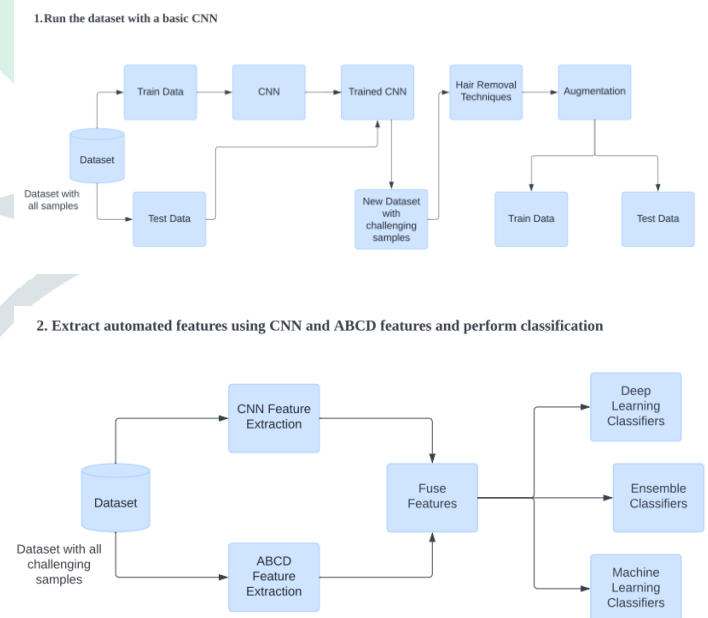 1.Run the dataset with a basic CNN
Train Data
CNN
Trained CNN
Hair Removal
Techniques
Augmentation
Dataset
Dataset with
all samples
Test Data
New Dataset
with
challenging
samples
Train Data
Test Data
2. Extract automated features using CNN and ABCD features and perform classification
CNN Feature
Extraction
Deep
Learning
Classifiers
Dataset
Fuse
Features
Ensemble
Classifiers
Dataset with all
challenging
samples
ABCD
Feature
Extraction
Machine
Learning
Classifiers